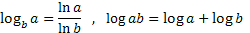 log_b a = ln a / ln b , log ab = log a + log b